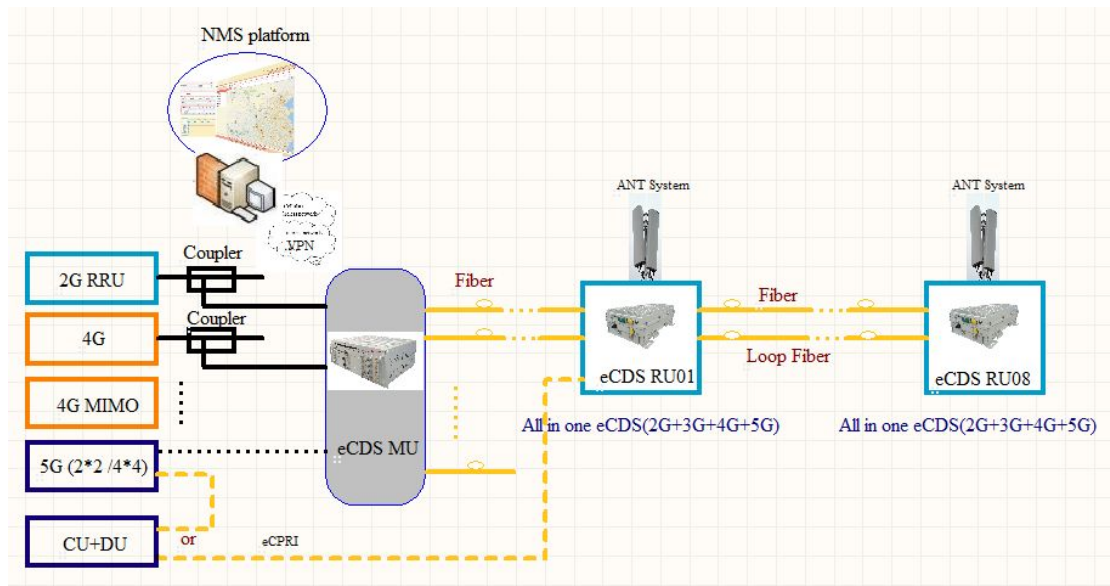 NMS platform
VPN
ANT System
ANT System
Coupler
2G RRU
Fiber
Fiber
Coupler
4G
Loop Fiber
eCDS RU01
eCDS RU08
4G MIMO
All in one eCDS(2G+3G+4G+5G)
All in one eCDS(2G+3G+4G+5G)
eCDS MU
5G (2*2 /4*4)
CU+DU
or
eCPRI